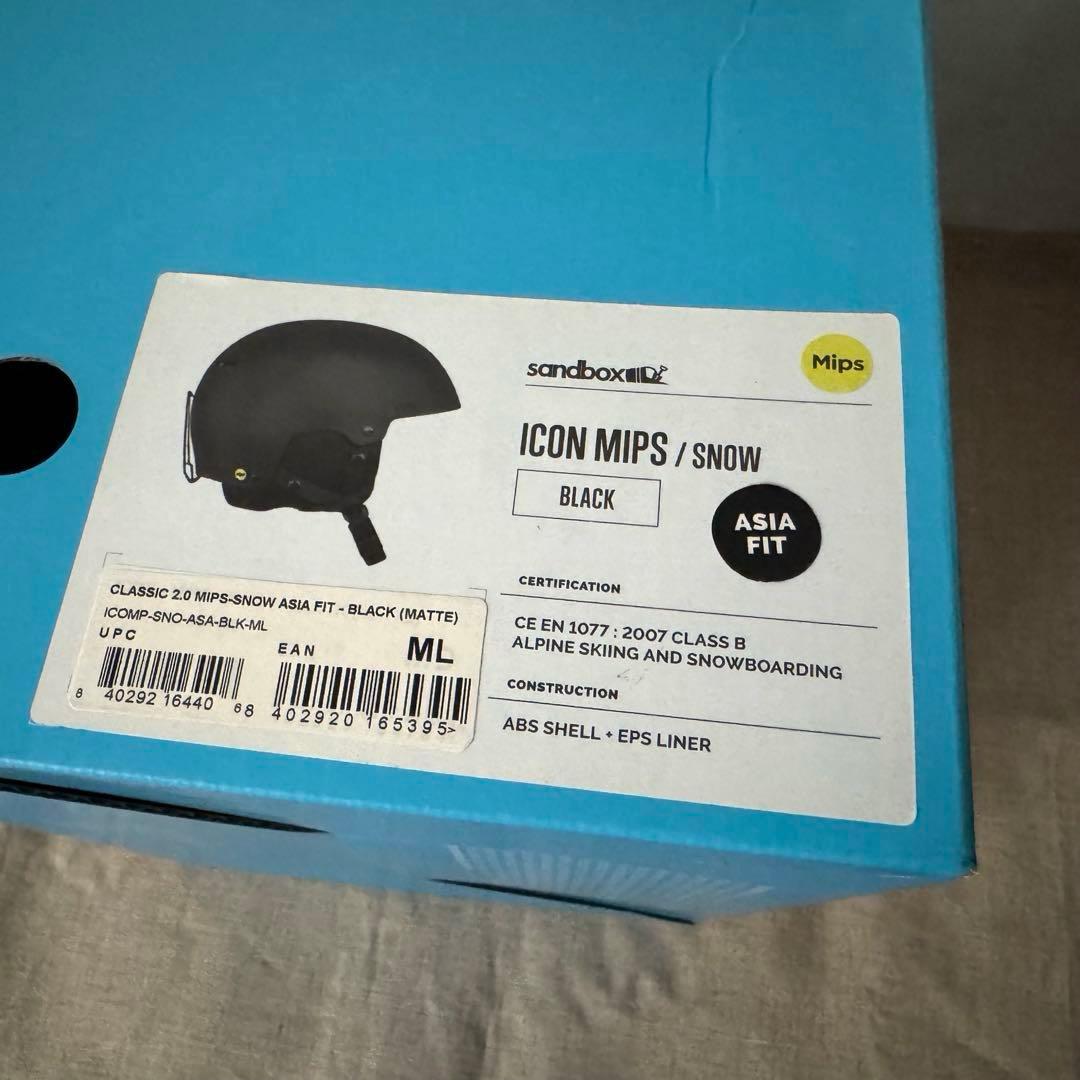 sandbox
Mips
ICON MIPS / SNOW
BLACK
ASIA
FIT
CERTIFICATION
CE EN 1077 : 2007 CLASS B
ALPINE SKIING AND SNOWBOARDING
CONSTRUCTION
ABS SHELL + EPS LINER
CLASSIC 2.0 MIPS-SNOW ASIA FIT - BLACK (MATTE)
ICOMP-SNO-ASA-BLK-ML
UPC
EAN
ML
8 40292 16440 6
8 402920 165395>